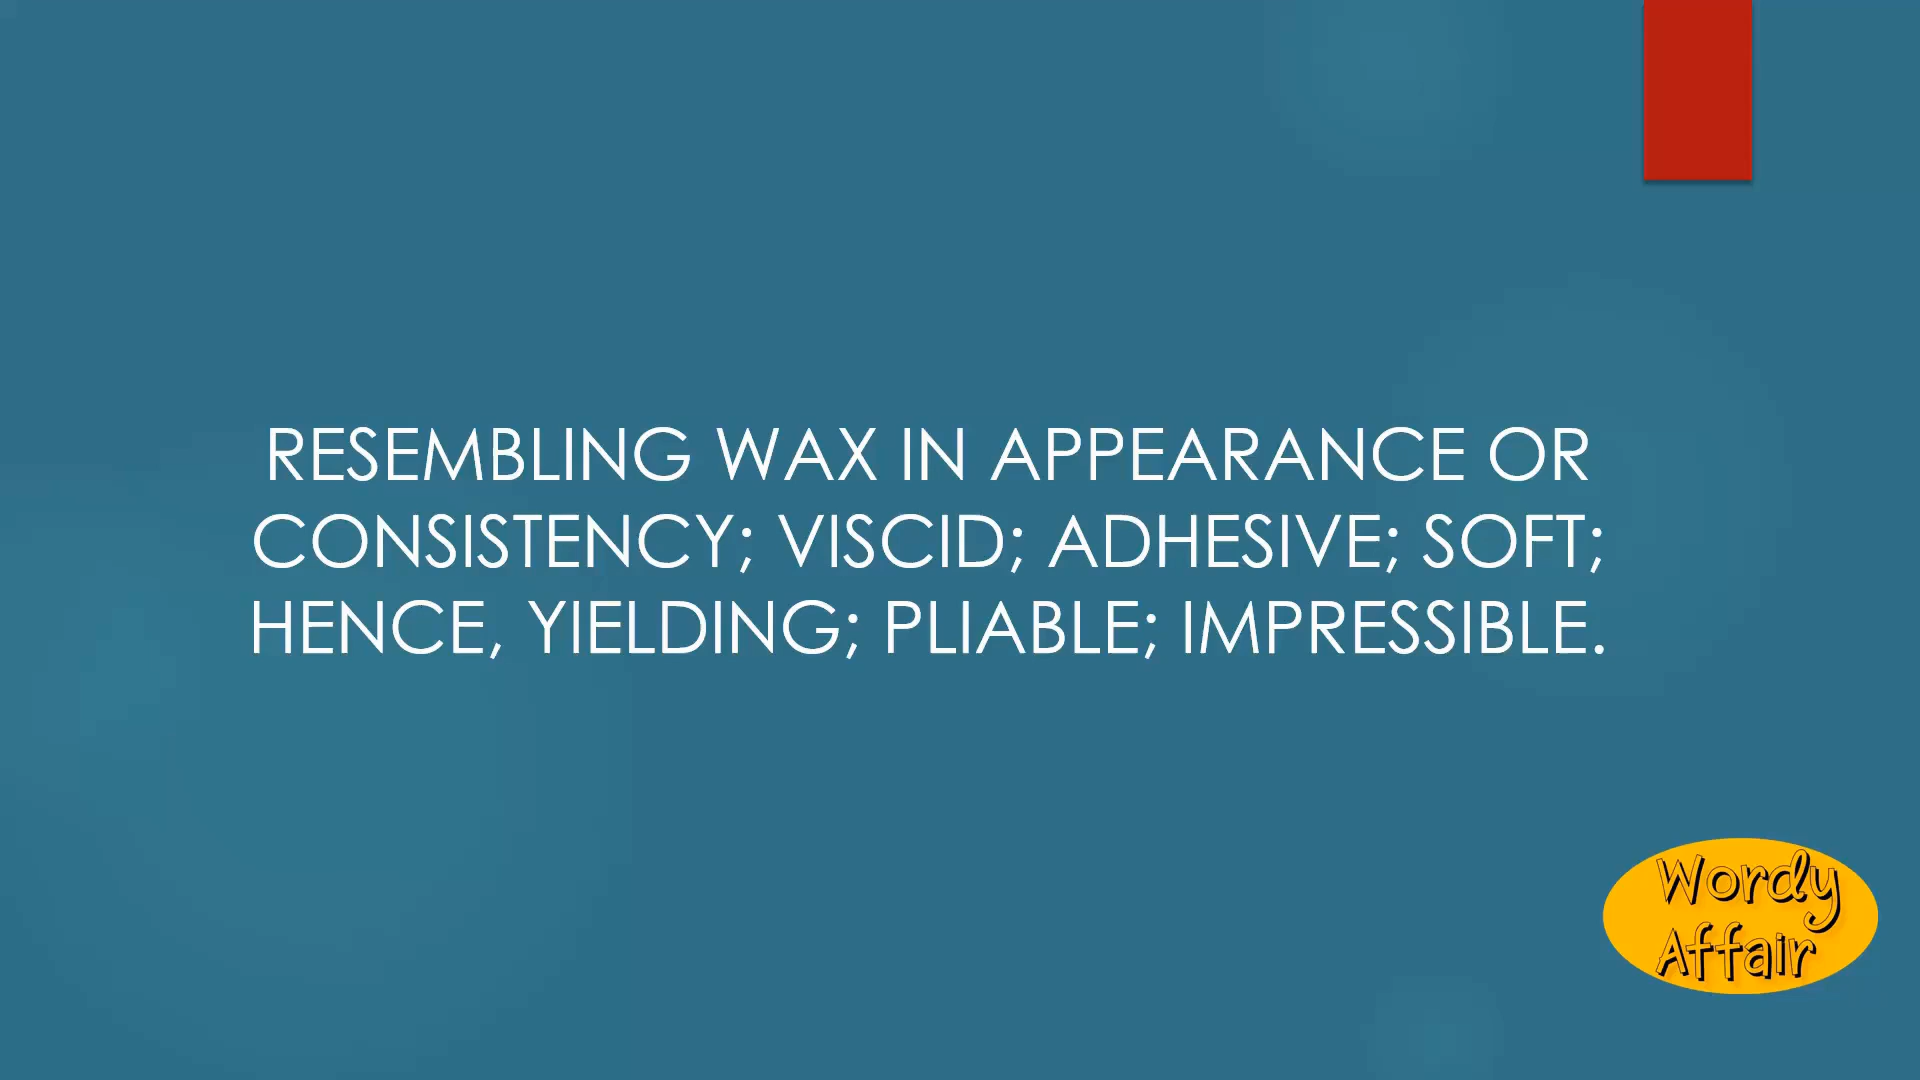 RESEMBLING WAX IN APPEARANCE OR
CONSISTENCY; VISCID; ADHESIVE; SOFT;
HENCE, YIELDING; PLIABLE; IMPRESSIBLE.
Wordy
Affair